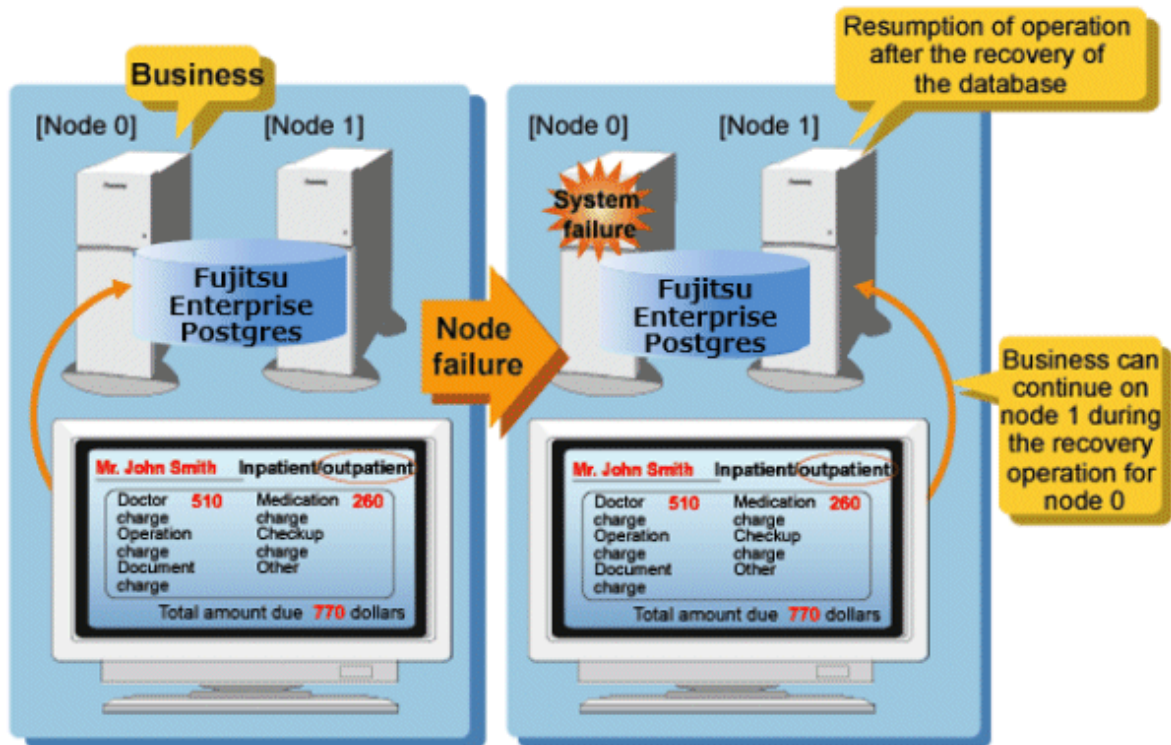 Business
[Node 0]
[Node 1]
Fujitsu
Enterprise
Postgres
Mr. John Smith
Inpatient/outpatient
Doctor 510
charge
Operation
charge
Document
charge
Medication 260
charge
Checkup
charge
Other
Total amount due 770 dollars
Node
failure
Resumption of operation
after the recovery of
the database
[Node 0]
[Node 1]
System
failure
Fujitsu
Enterprise
Postgres
Business can
continue on
node 1 during
the recovery
operation for
node 0
Mr. John Smith
Inpatient/outpatient
Doctor 510
charge
Operation
charge
Document
charge
Medication 260
charge
Checkup
charge
Other
Total amount due 770 dollars